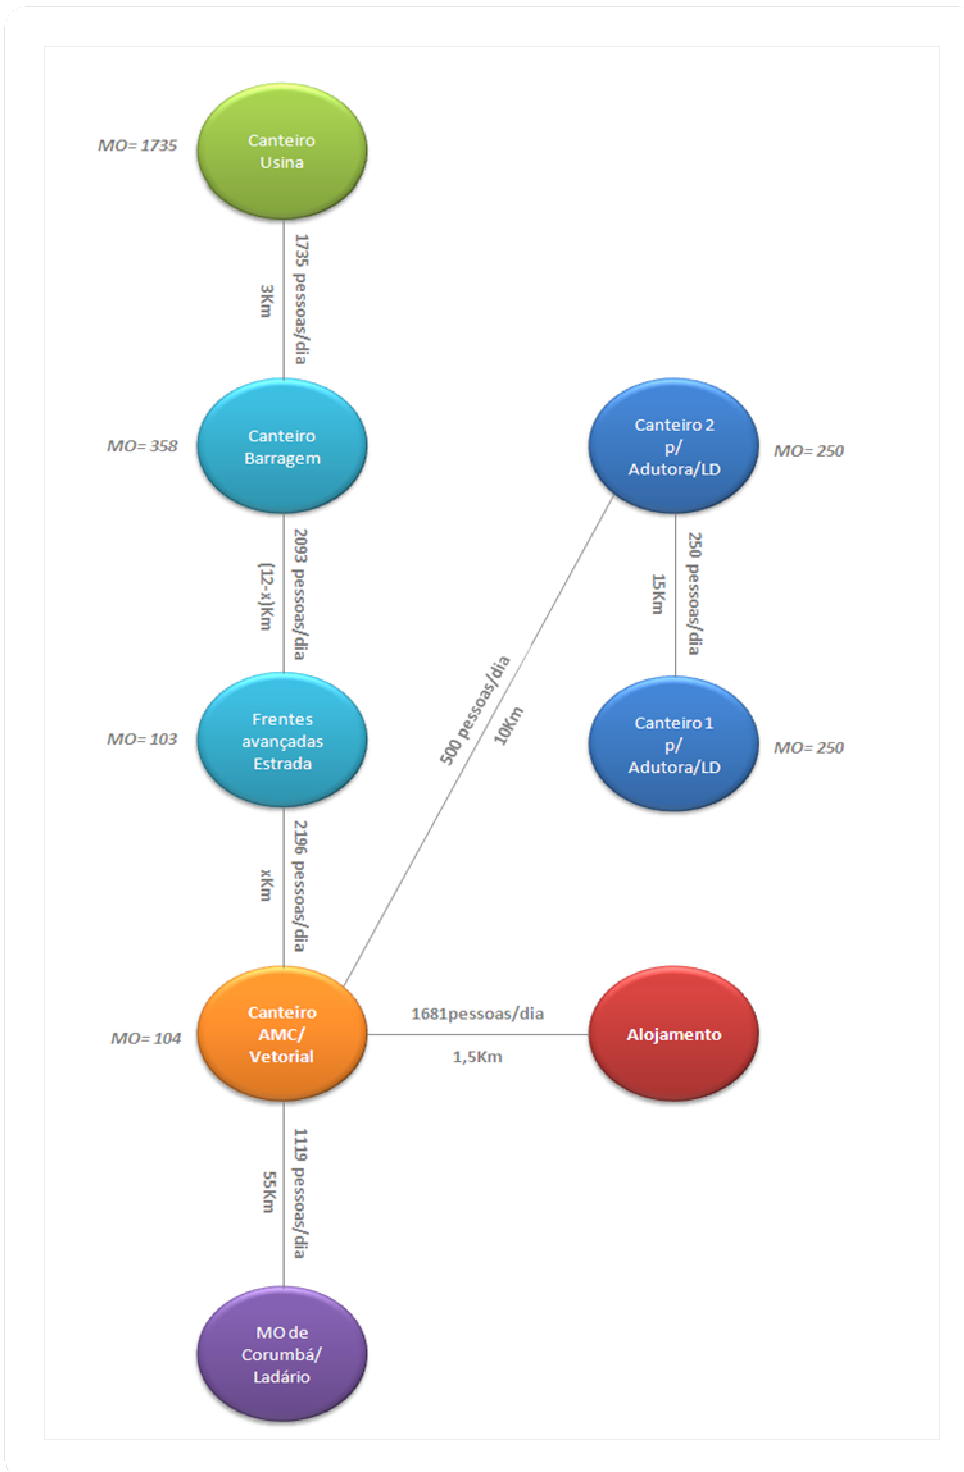 MO= 1735
Canteiro
Usina
1735 pessoas/dia
3Km
MO= 358
Canteiro
Barragem
Canteiro 2
p/
Adutora/LD
MO= 250
2093 pessoas/dia
(12-x)Km
250 pessoas/dia
15Km
500 pessoas/dia
10Km
MO= 103
Frentes
avançadas
Estrada
Canteiro 1
p/
Adutora/LD
MO= 250
2196 pessoas/dia
xKm
MO= 104
Canteiro
AMC/
Vetorial
1681pessoas/dia
1,5Km
Alojamento
1119 pessoas/dia
55Km
MO de
Corumbá/
Ladário